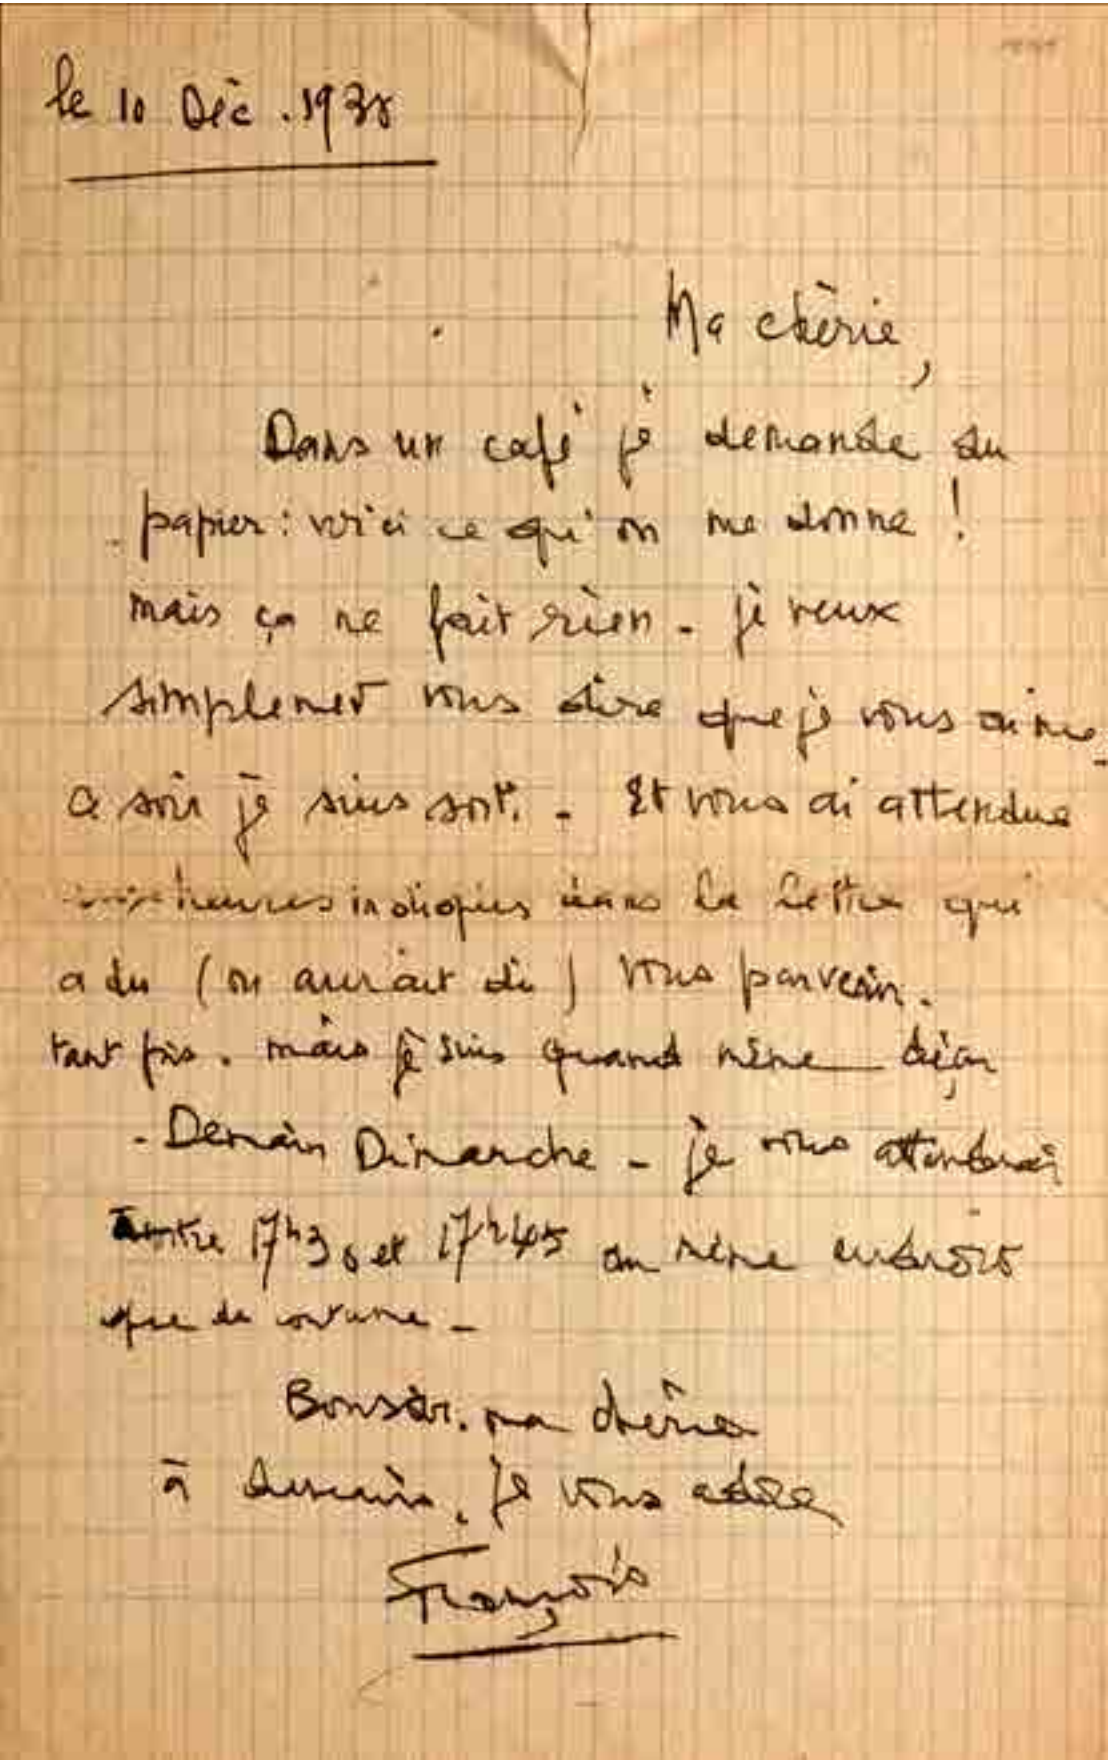 le 10 Déc. 1938
Ma chérie,
Dans un café je demande du
papier : voici ce qu'on me donne !
mais ça ne fait rien - je veux
simplement vous dire que je vous aime -
Ce soir je suis sorti - Et vous ai attendue
heures indiquées dans la lettre qui
a du (ou aurait dû) vous parvenir.
tant pis. mais je suis quand même déçu
- Demain Dimanche - je vous attendrai
entre 17h30 et 17h45 au même endroit
que de coutume -
Bonsoir. ma chérie
à demain, je vous adore
François